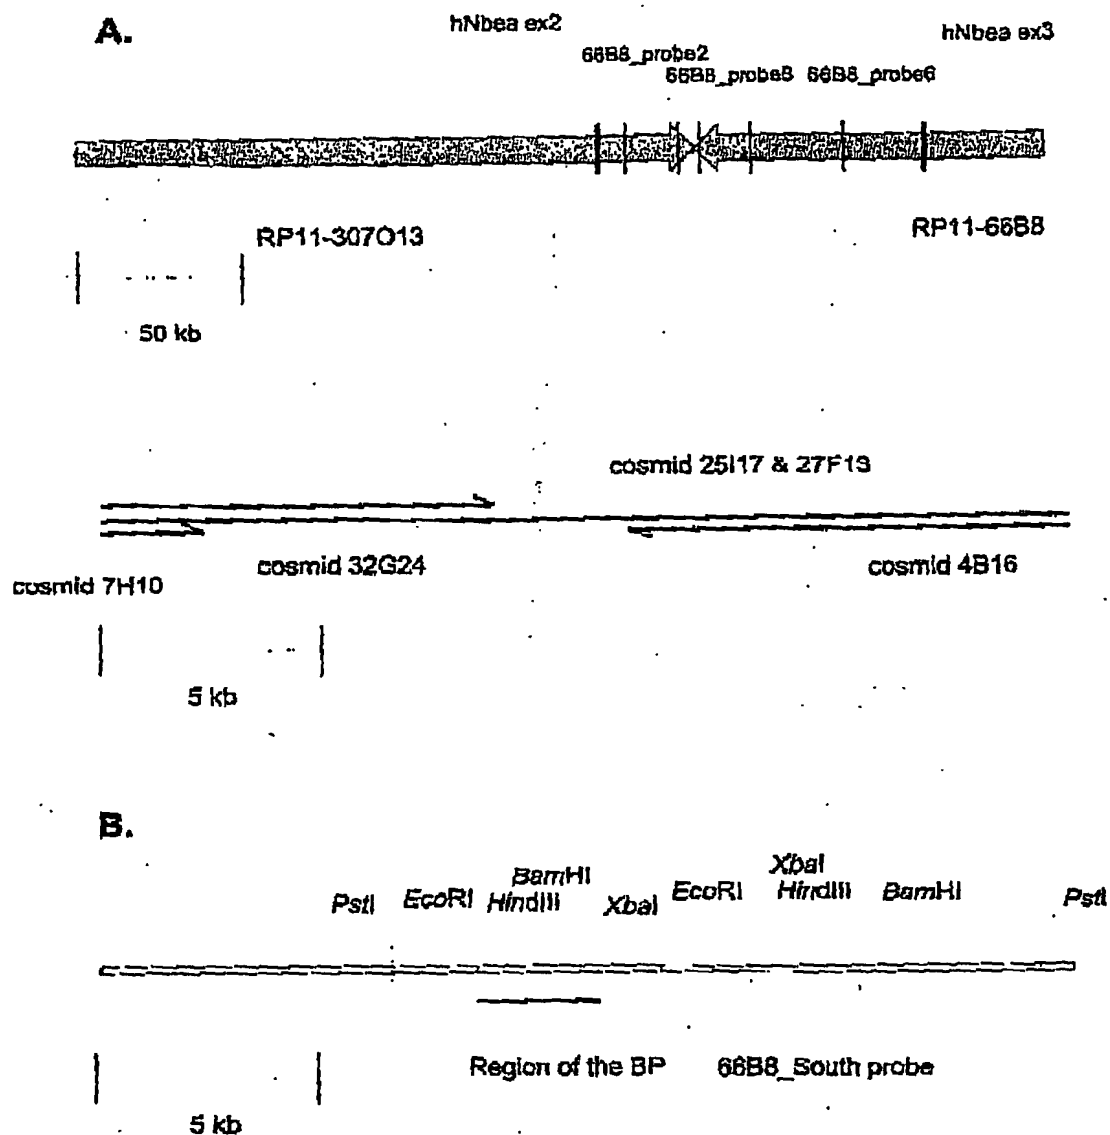 A.
hNbea ex2
hNbea ex3
66B8_probe2
66B8_probe8 66B8_probe6
RP11-307O13
RP11-66B8
50 kb
cosmid 25I17 & 27F13
cosmid 32G24
cosmid 4B16
cosmid 7H10
5 kb
B.
PstI EcoRI HindIII BamHI XbaI EcoRI XbaI HindIII BamHI PstI
Region of the BP 66B8_South probe
5 kb